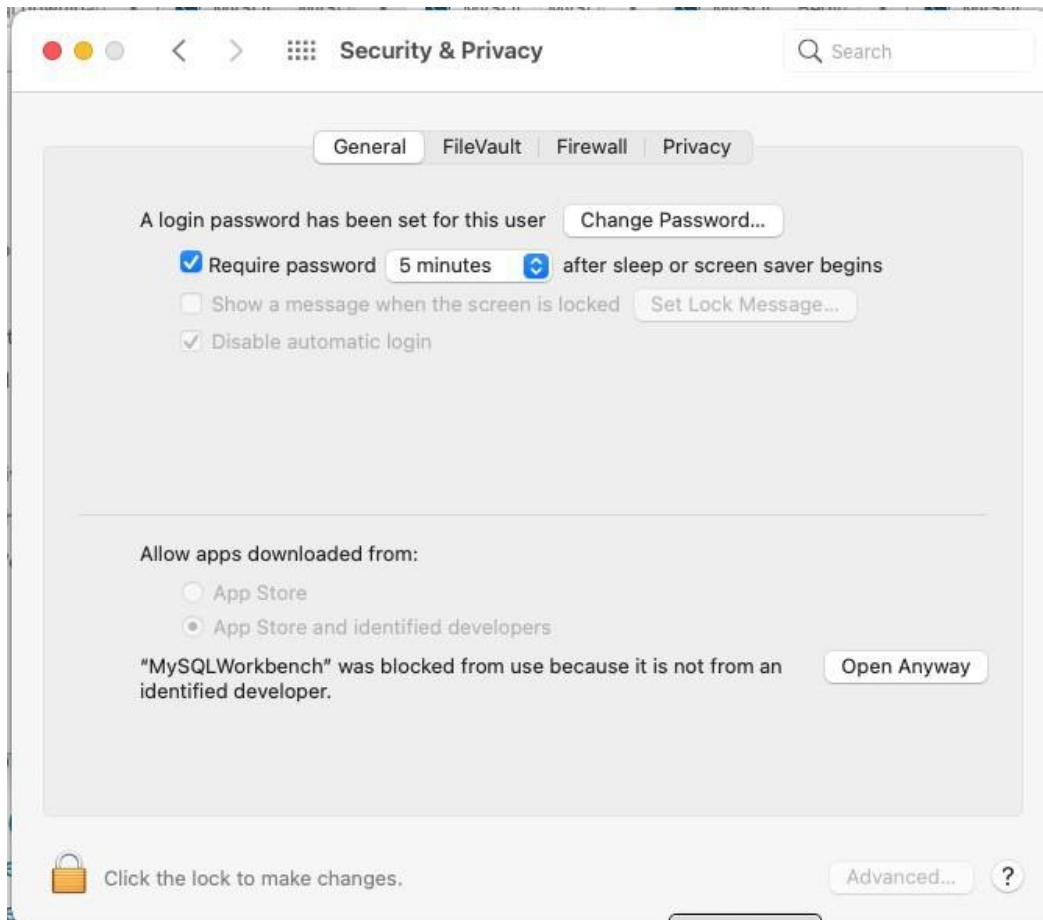 Security & Privacy
Search
General FileVault Firewall Privacy
A login password has been set for this user Change Password...
Require password 5 minutes after sleep or screen saver begins
Show a message when the screen is locked Set Lock Message...
Disable automatic login
Allow apps downloaded from:
App Store
App Store and identified developers
“MySQLWorkbench” was blocked from use because it is not from an Open Anyway
identified developer.
Click the lock to make changes. Advanced... ?